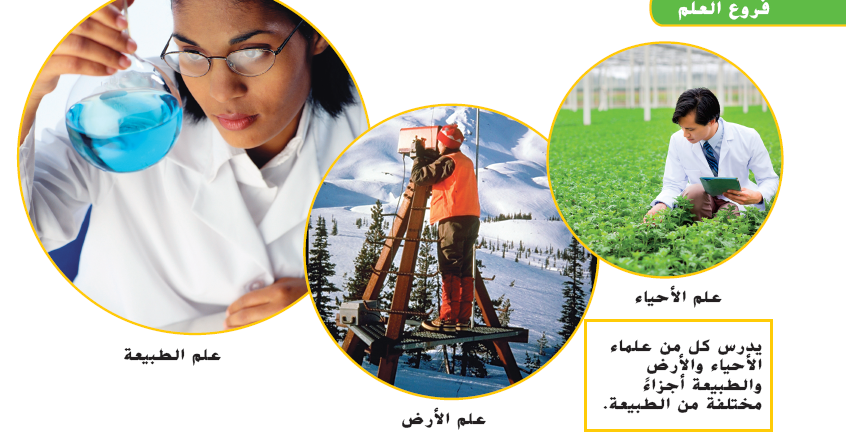 فروع العلم
علم الأحياء
علم الطبيعة
علم الأرض
يدرس كل من علماء
الأحياء والأرض
والطبيعة أجزاءً
مختلفة من الطبيعة.